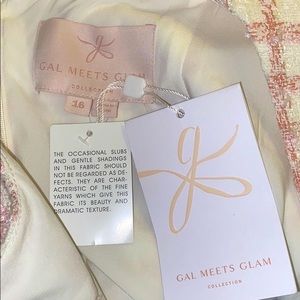 GAL MEETS GLAM
COLLECTION
16
THE OCCASIONAL SLUBS
AND GENTLE SHADINGS
IN THIS FABRIC SHOULD
NOT BE REGARDED AS DE-
FECTS. THEY ARE CHAR-
ACTERISTIC OF THE FINE
YARNS WHICH GIVE THIS
FABRIC ITS BEAUTY AND
DRAMATIC TEXTURE.
g
GAL MEETS GLAM
COLLECTION